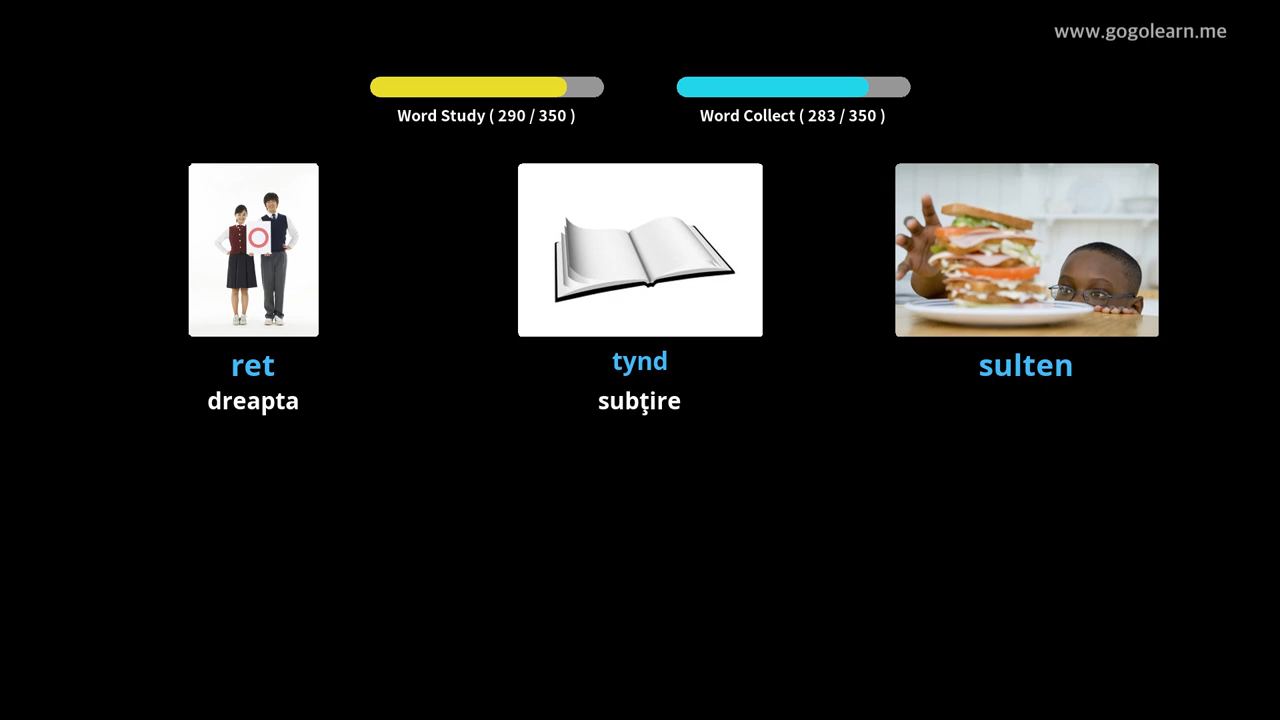 www.gogolearn.me
Word Study ( 290 / 350 )
Word Collect ( 283 / 350 )
ret
dreapta
tynd
subţire
sulten